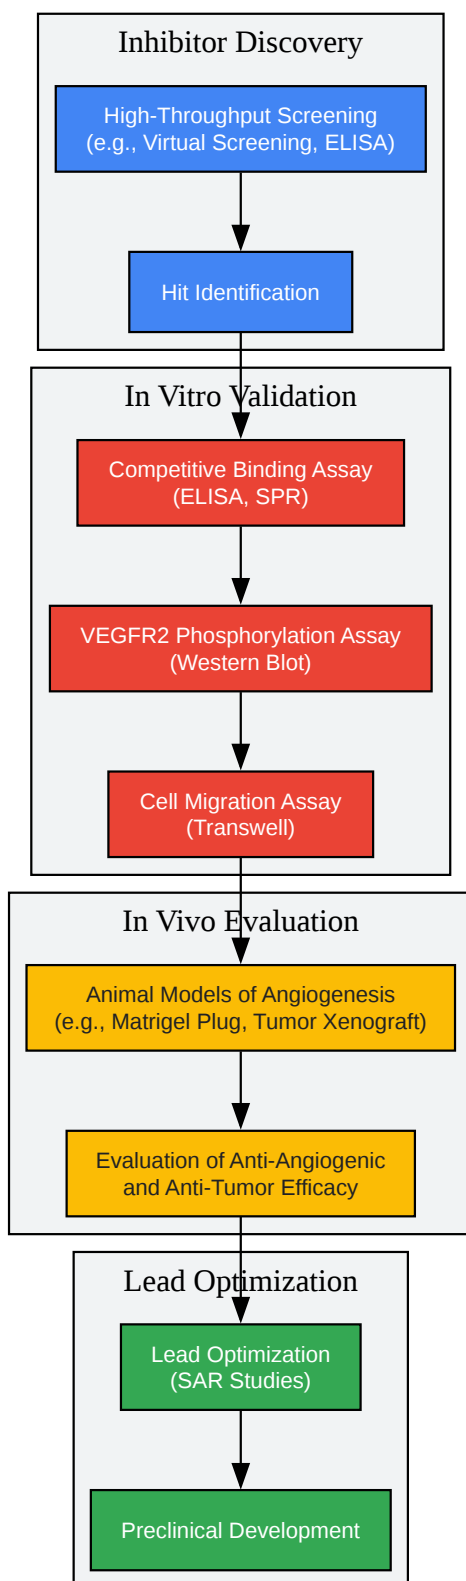 Inhibitor Discovery
High-Throughput Screening
(e.g., Virtual Screening, ELISA)
Hit Identification
In Vitro Validation
Competitive Binding Assay
(ELISA, SPR)
VEGFR2 Phosphorylation Assay
(Western Blot)
Cell Migration Assay
(Transwell)
In Vivo Evaluation
Animal Models of Angiogenesis
(e.g., Matrigel Plug, Tumor Xenograft)
Evaluation of Anti-Angiogenic
and Anti-Tumor Efficacy
Lead Optimization
Lead Optimization
(SAR Studies)
Preclinical Development